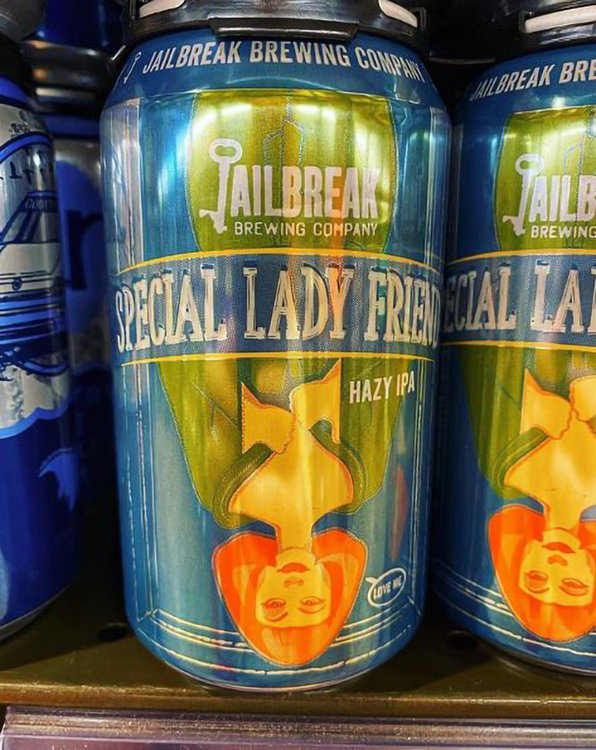 JAILBREAK BREWING COMPANY
JAILBREAK
BREWING COMPANY
SPECIAL LADY FRIEND
HAZY IPA
LOVE ME
JAILBREAK BRE
JAILB
BREWING
ECIAL LA